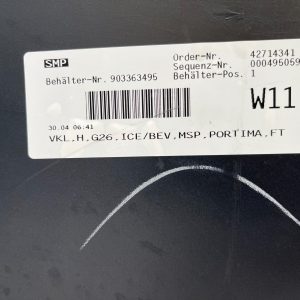 SMP
Order-Nr. 42714341
Sequenz-Nr. 000496069
Behälter-Nr. 903363495 Behälter-Pos. 1
W11
30.04 06:41
VKL,H,G26,ICE/BEV,MSP,PORTIMA,FT